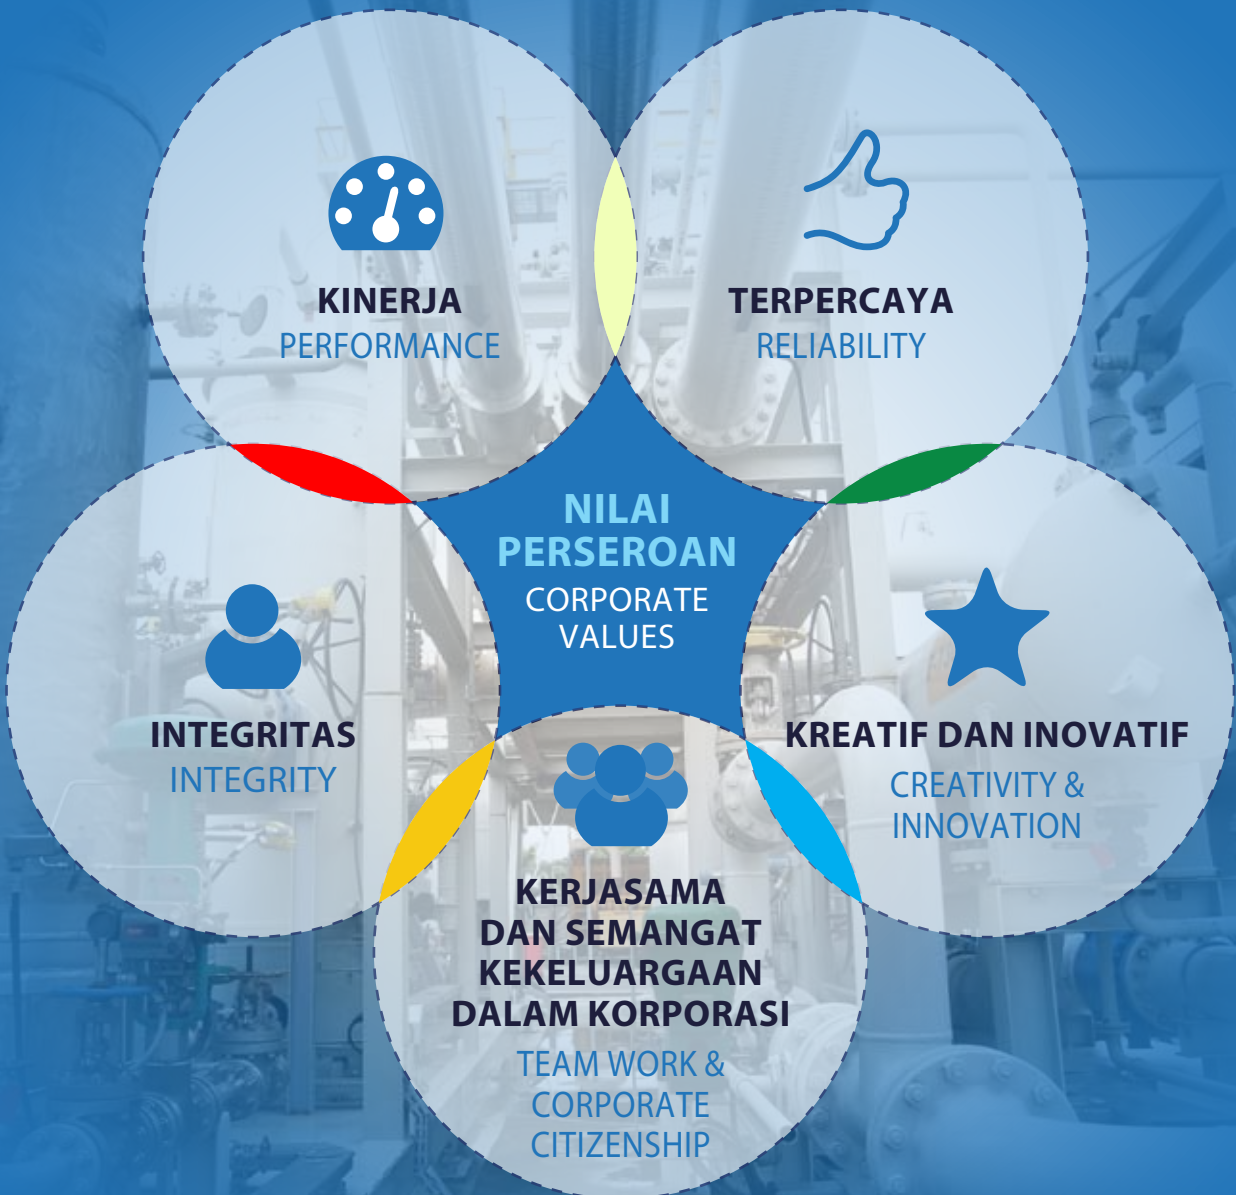 KINERJA
PERFORMANCE
TERPERCAYA
RELIABILITY
NILAI
PERSEROAN
CORPORATE
VALUES
INTEGRITAS
INTEGRITY
KREATIF DAN INOVATIF
CREATIVITY &
INNOVATION
KERJASAMA
DAN SEMANGAT
KEKELUARGAAN
DALAM KORPORASI
TEAM WORK &
CORPORATE
CITIZENSHIP